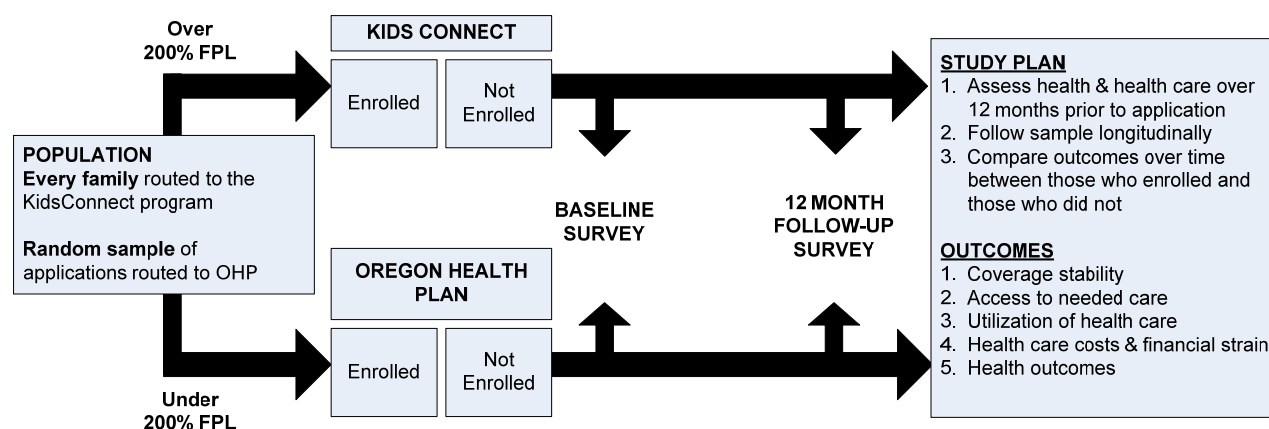 Over
200% FPL
KIDS CONNECT
Enrolled
Not
Enrolled
POPULATION
Every family routed to the
KidsConnect program
Random sample of
applications routed to OHP
Under
200% FPL
OREGON HEALTH
PLAN
Enrolled
Not
Enrolled
BASELINE
SURVEY
12 MONTH
FOLLOW-UP
SURVEY
STUDY PLAN
1. Assess health & health care over
12 months prior to application
2. Follow sample longitudinally
3. Compare outcomes over time
between those who enrolled and
those who did not
OUTCOMES
1. Coverage stability
2. Access to needed care
3. Utilization of health care
4. Health care costs & financial strain
5. Health outcomes